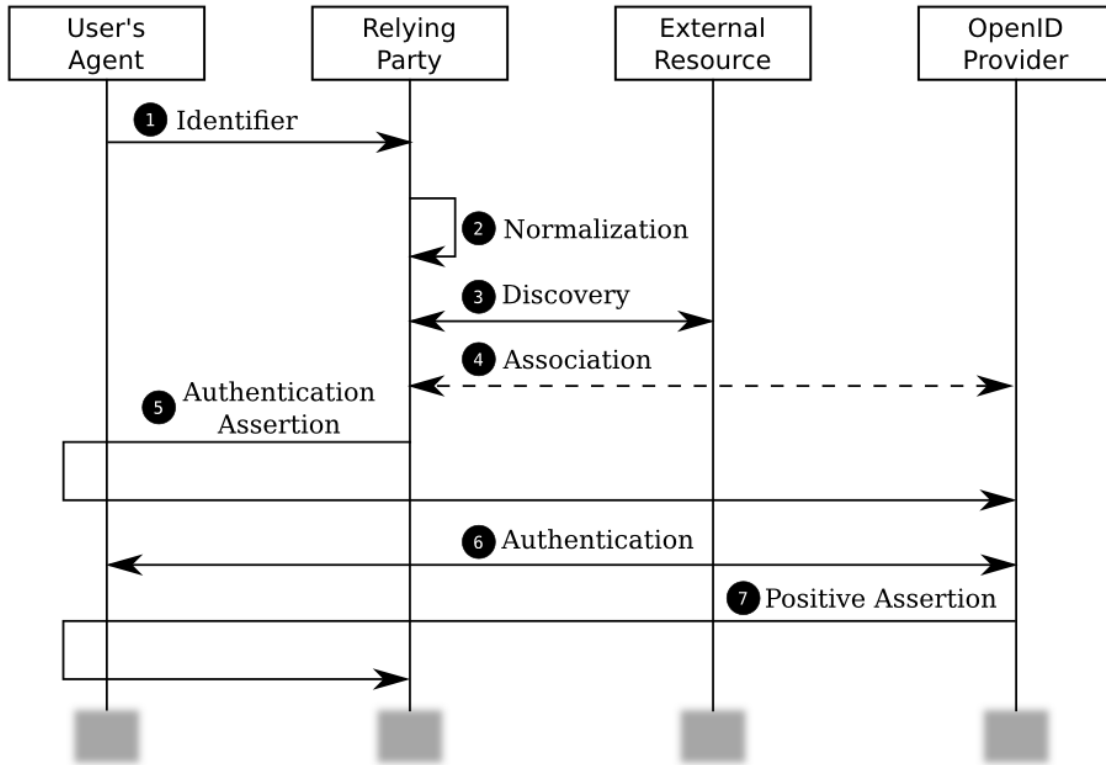 User's
Agent
Relying
Party
External
Resource
OpenID
Provider
1 Identifier
2 Normalization
3 Discovery
4 Association
5 Authentication
Assertion
6 Authentication
7 Positive Assertion